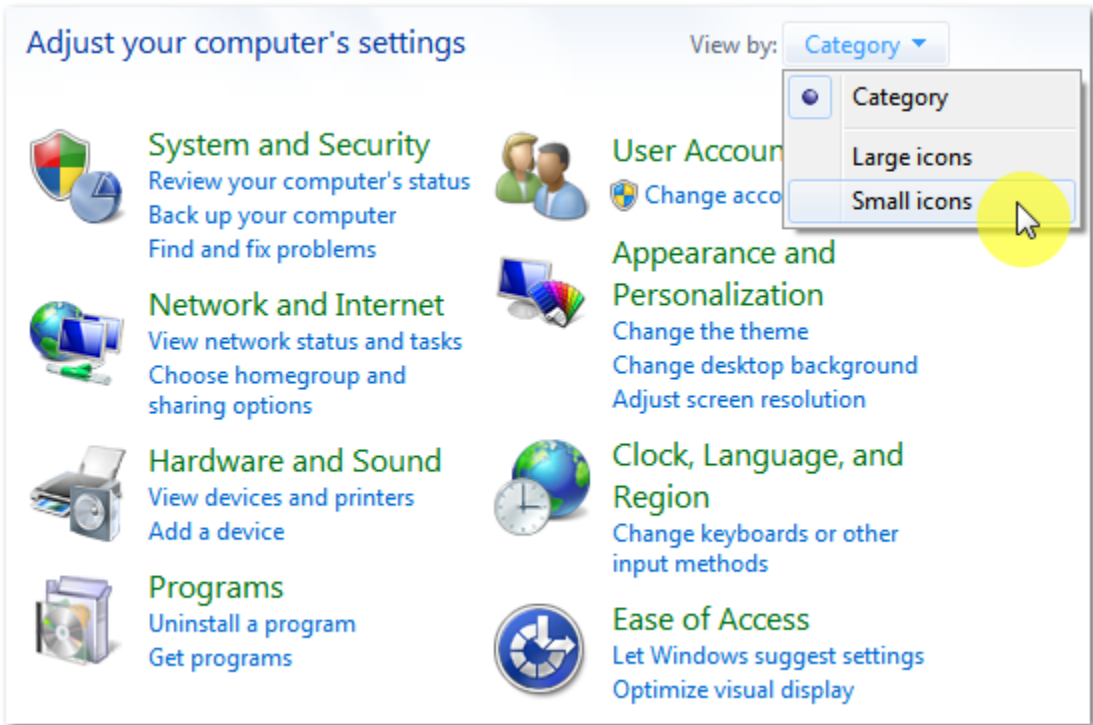 Adjust your computer's settings
View by: Category
Category
Large icons
Small icons
System and Security
Review your computer's status
Back up your computer
Find and fix problems
Network and Internet
View network status and tasks
Choose homegroup and
sharing options
Hardware and Sound
View devices and printers
Add a device
Programs
Uninstall a program
Get programs
User Accoun
Change acco
Appearance and
Personalization
Change the theme
Change desktop background
Adjust screen resolution
Clock, Language, and
Region
Change keyboards or other
input methods
Ease of Access
Let Windows suggest settings
Optimize visual display